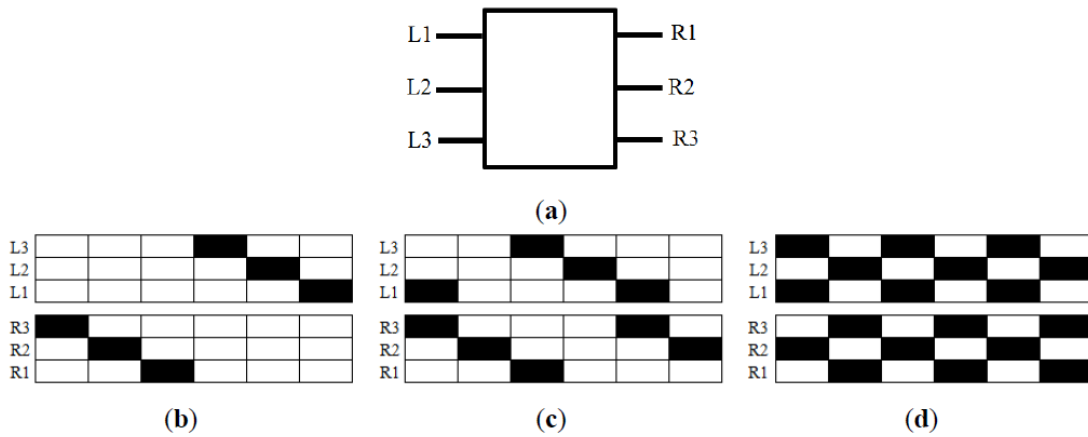 L1 R1
L2 R2
L3 R3
(a)
L3 L3 L3
L2 L2 L2
L1 L1 L1
R3 R3 R3
R2 R2 R2
R1 R1 R1
(b) (c) (d)